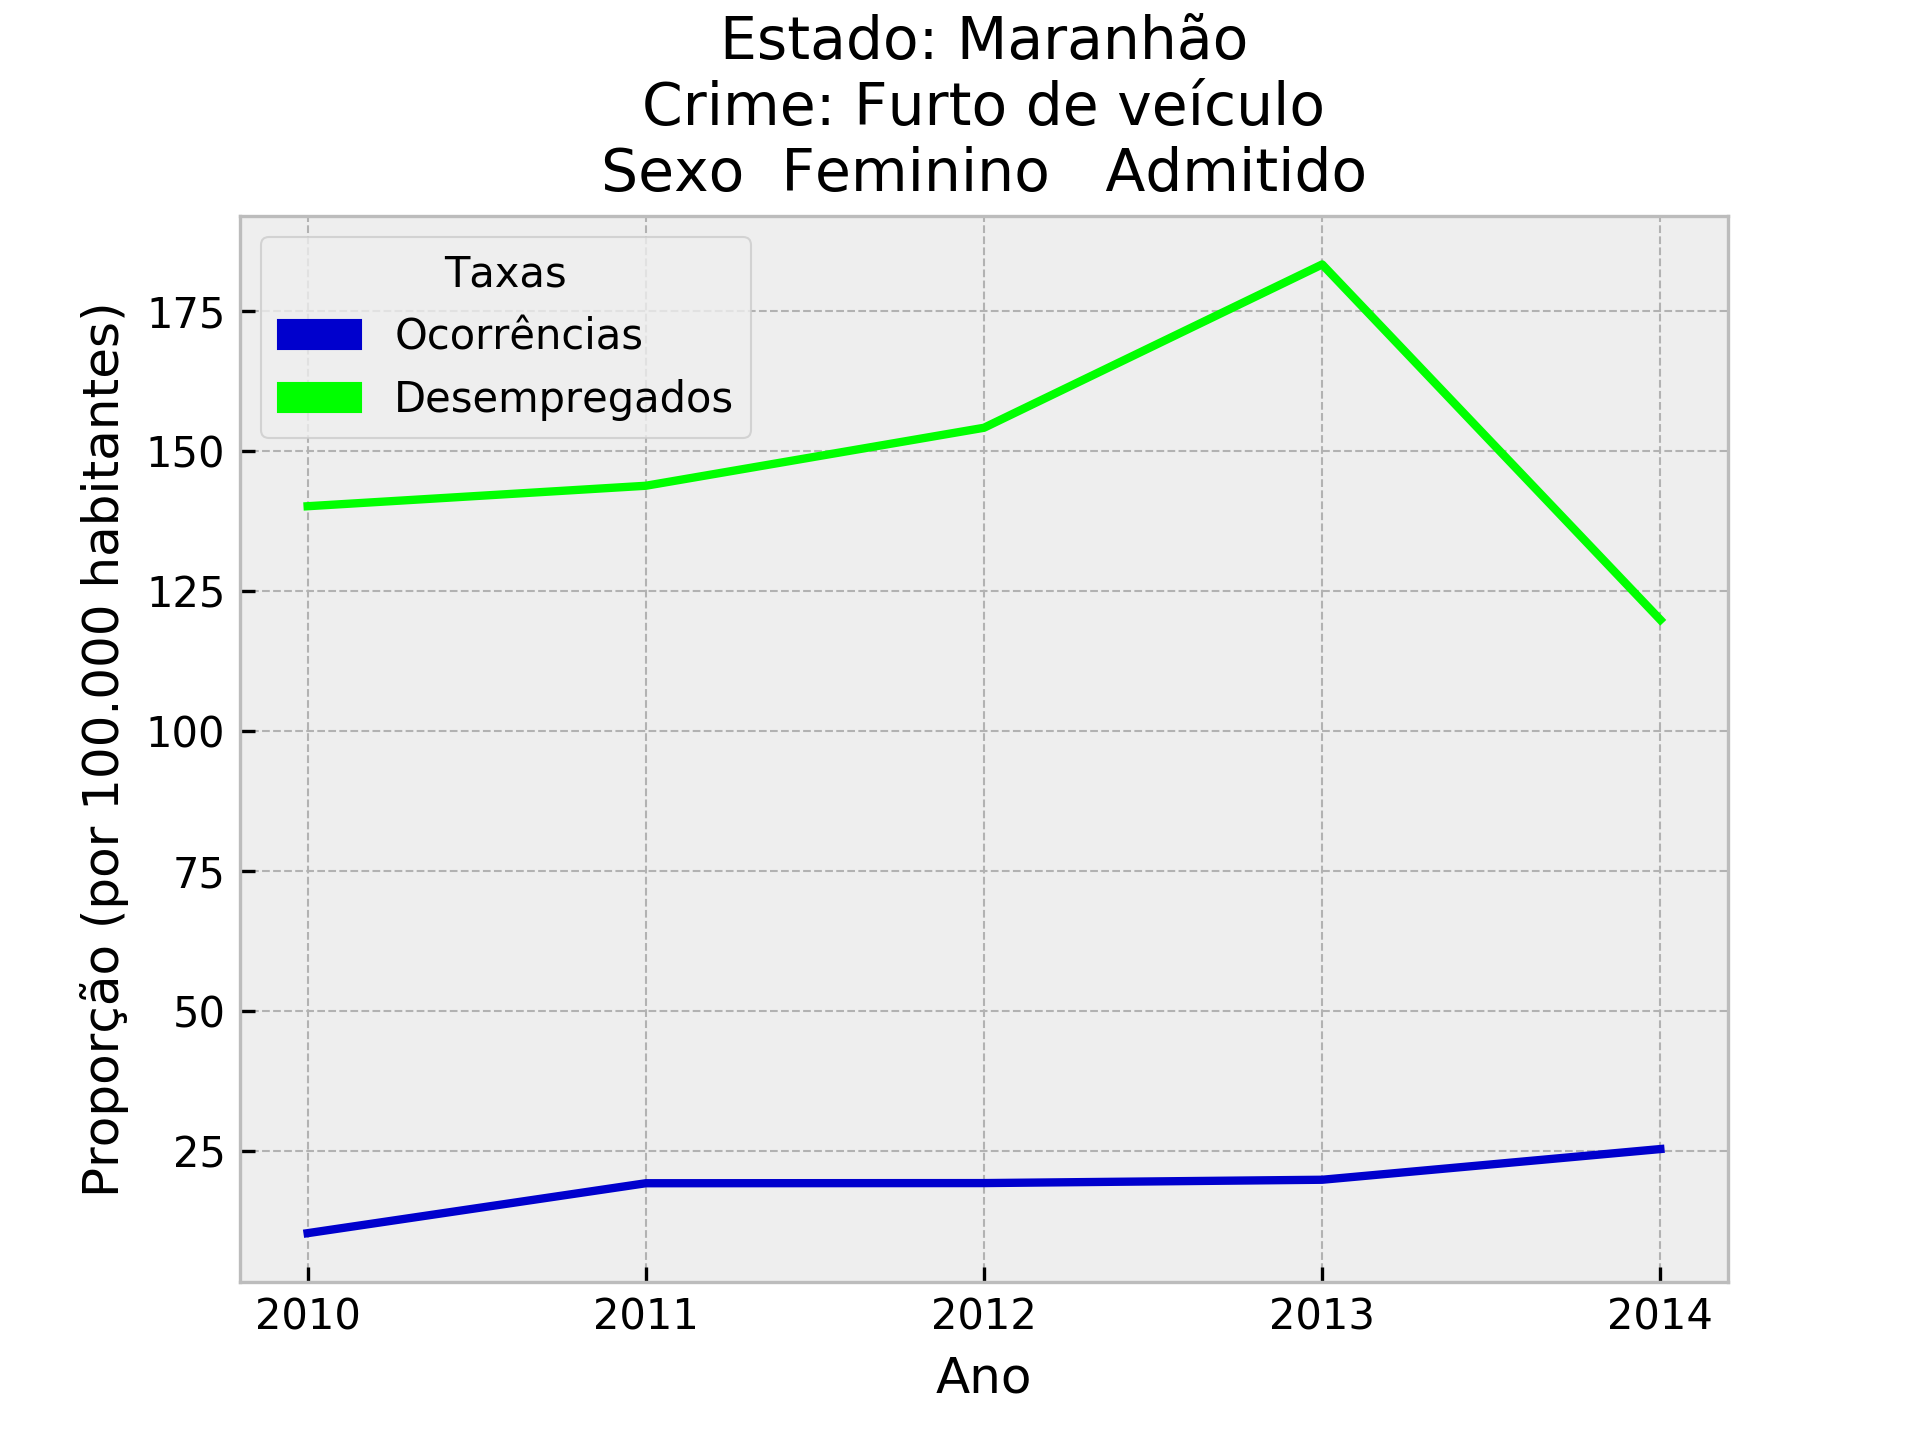 Estado: Maranhão
Crime: Furto de veículo
Sexo  Feminino   Admitido
Taxas
Ocorrências
Desempregados
Proporção (por 100.000 habitantes)
175
150
125
100
75
50
25
2010 2011 2012 2013 2014
Ano